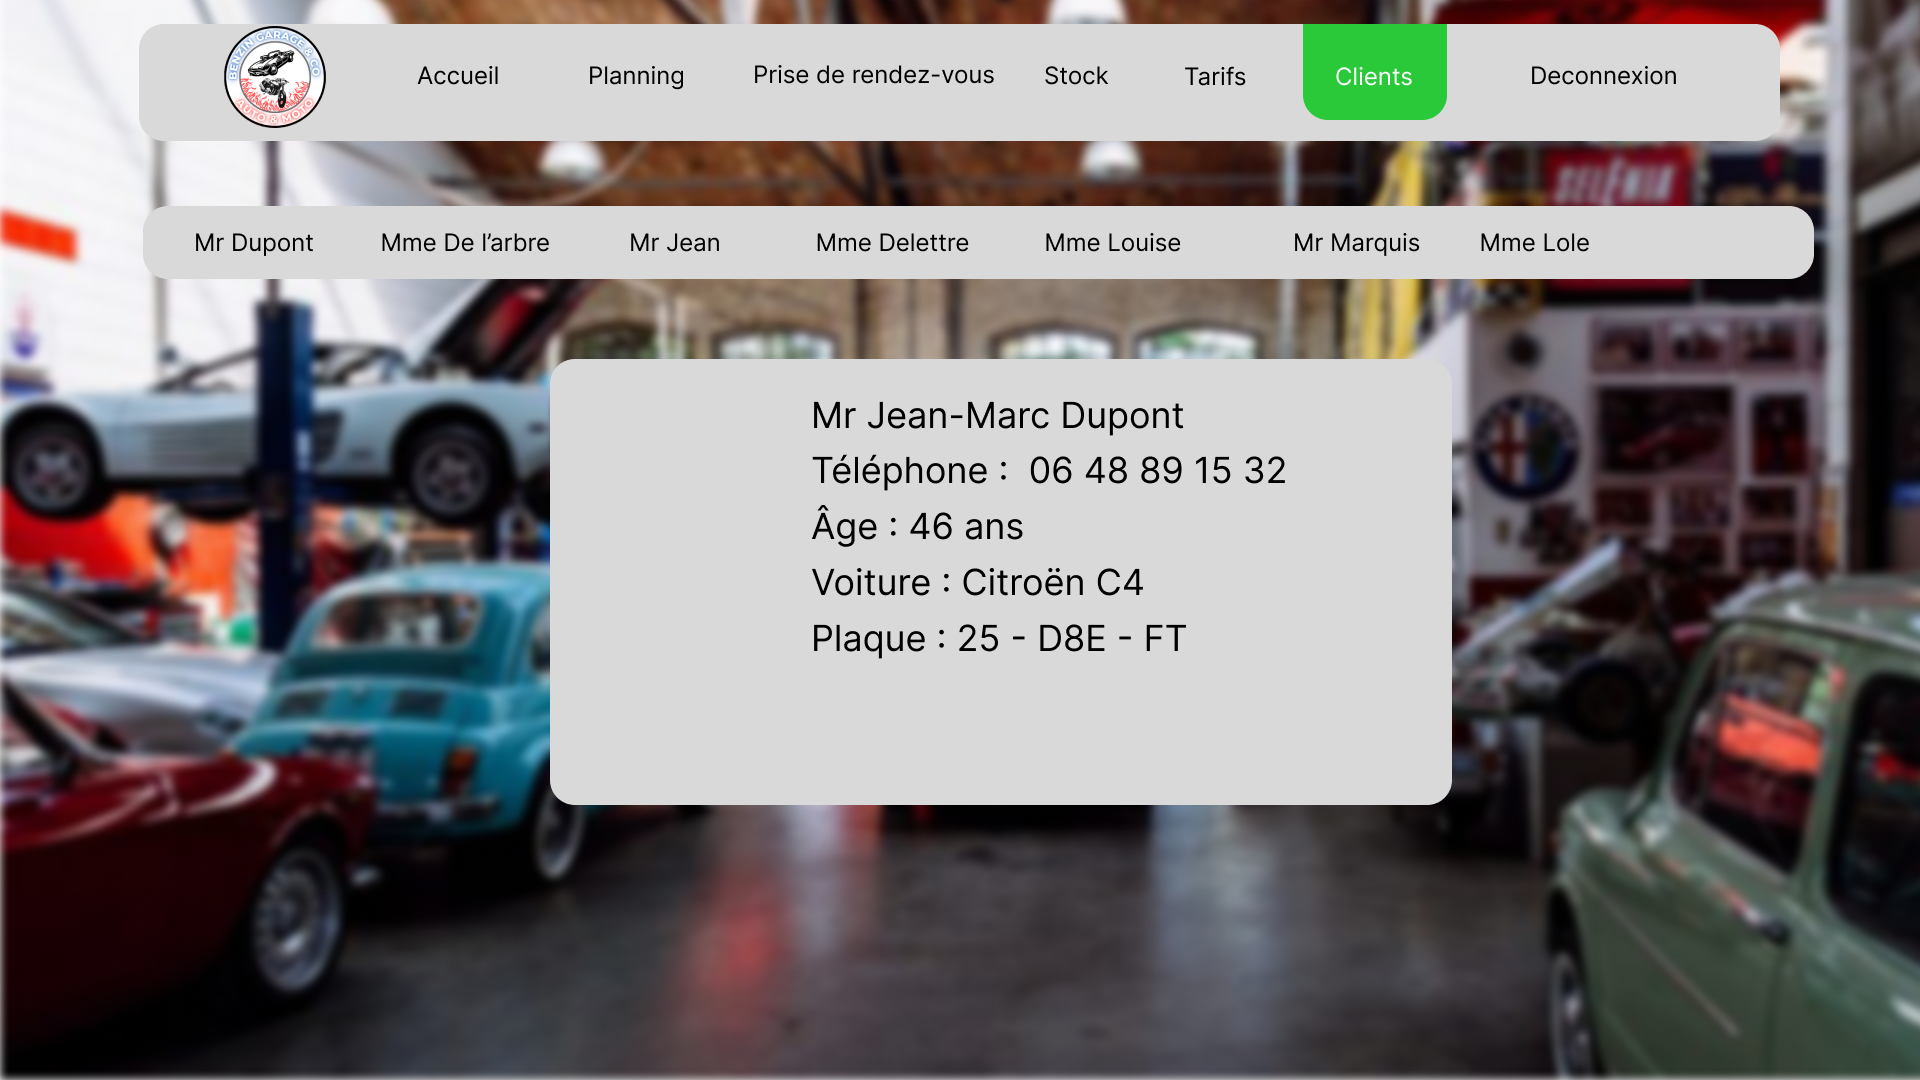 BENZIN GARAGE & CO
AUTO & MOTO
Accueil Planning Prise de rendez-vous Stock Tarifs Clients Deconnexion
SELÈNIA
Mr Dupont Mme De l’arbre Mr Jean Mme Delettre Mme Louise Mr Marquis Mme Lole
Mr Jean-Marc Dupont
Téléphone : 06 48 89 15 32
Âge : 46 ans
Voiture : Citroën C4
Plaque : 25 - D8E - FT